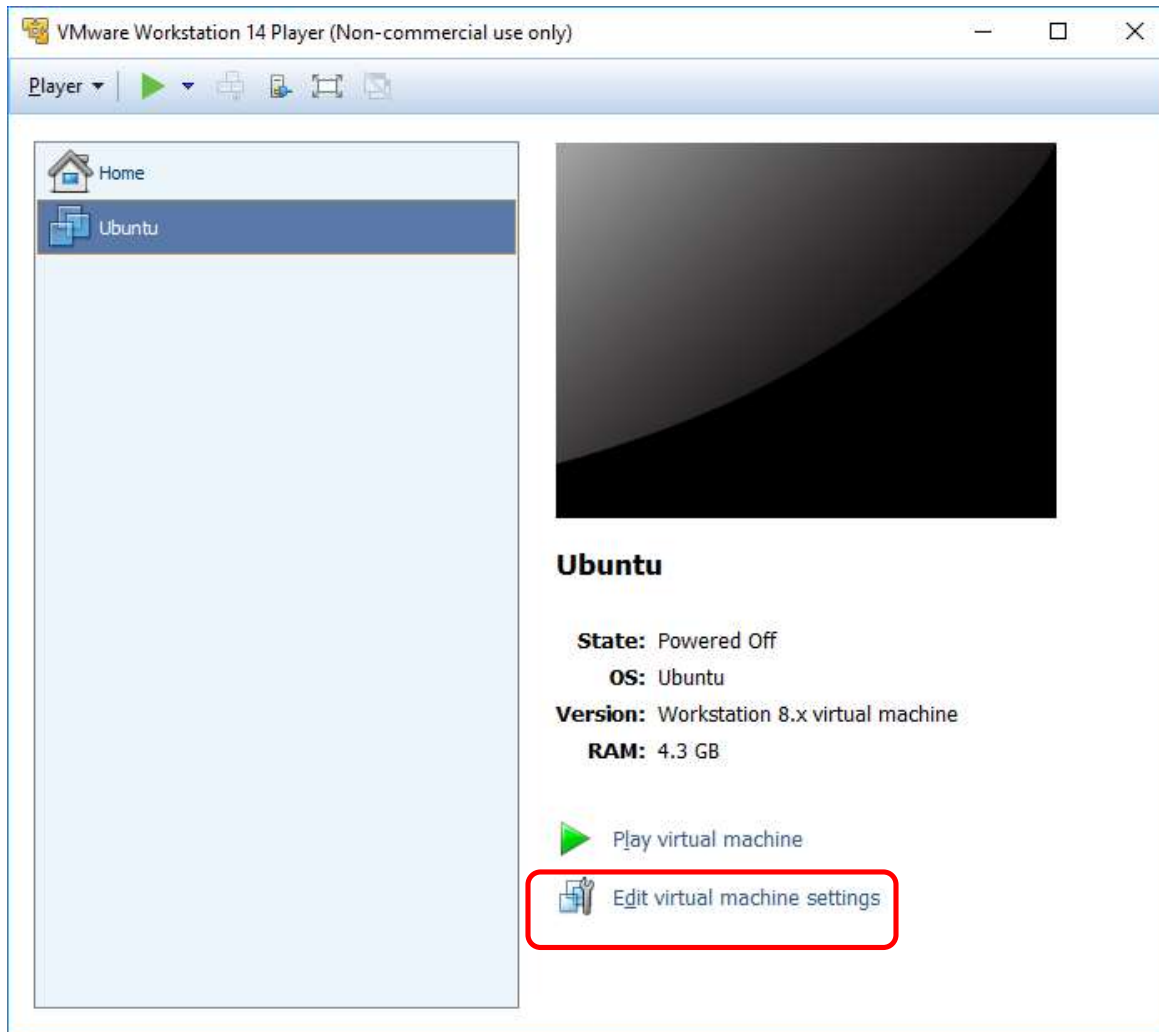 VMware Workstation 14 Player (Non-commercial use only)
Player
Home
Ubuntu
Ubuntu
State: Powered Off
OS: Ubuntu
Version: Workstation 8.x virtual machine
RAM: 4.3 GB
Play virtual machine
Edit virtual machine settings